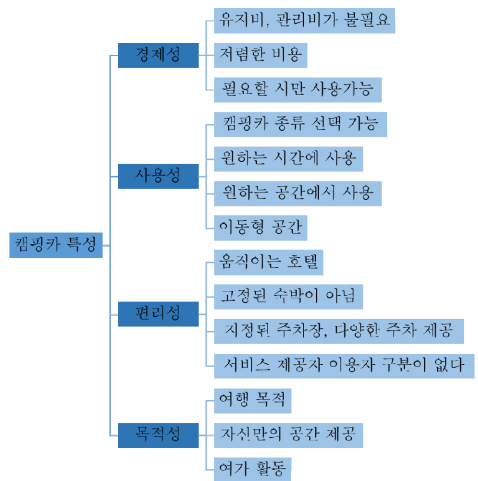 캠핑카 특성
경제성
유지비, 관리비가 불필요
저렴한 비용
필요할 시만 사용가능
사용성
캠핑카 종류 선택 가능
원하는 시간에 사용
원하는 공간에서 사용
이동형 공간
편리성
움직이는 호텔
고정된 숙박이 아님
지정된 주차장, 다양한 주차 제공
서비스 제공자 이용자 구분이 없다
목적성
여행 목적
자신만의 공간 제공
여가 활동